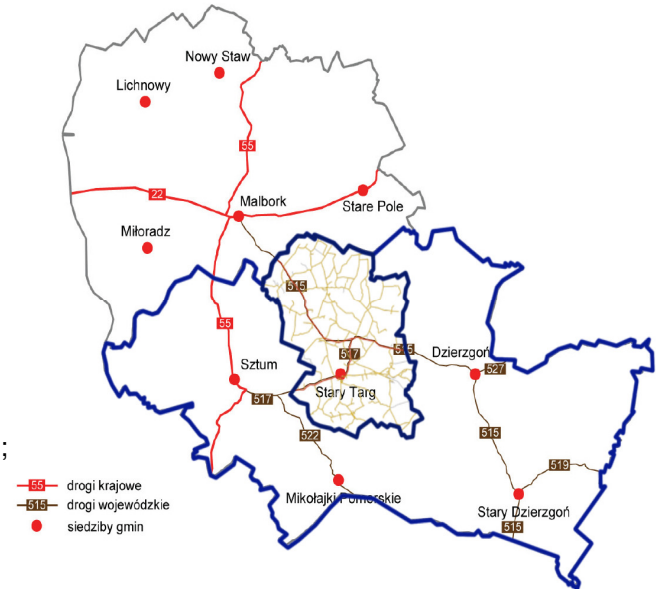 Nowy Staw
Lichnowy
55
22
Malbork
Stare Pole
Miłoradz
515
55
517
515
Dzierzgoń
527
Sztum
Stary Targ
517
522
515
519
Mikołajki Pomorskie
Stary Dzierzgoń
515
;
55 drogi krajowe
515 drogi wojewódzkie
siedziby gmin